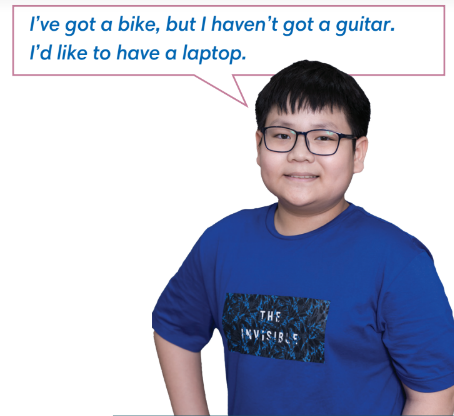 I’ve got a bike, but I haven’t got a guitar.
I’d like to have a laptop.
THE
INVISIBLE